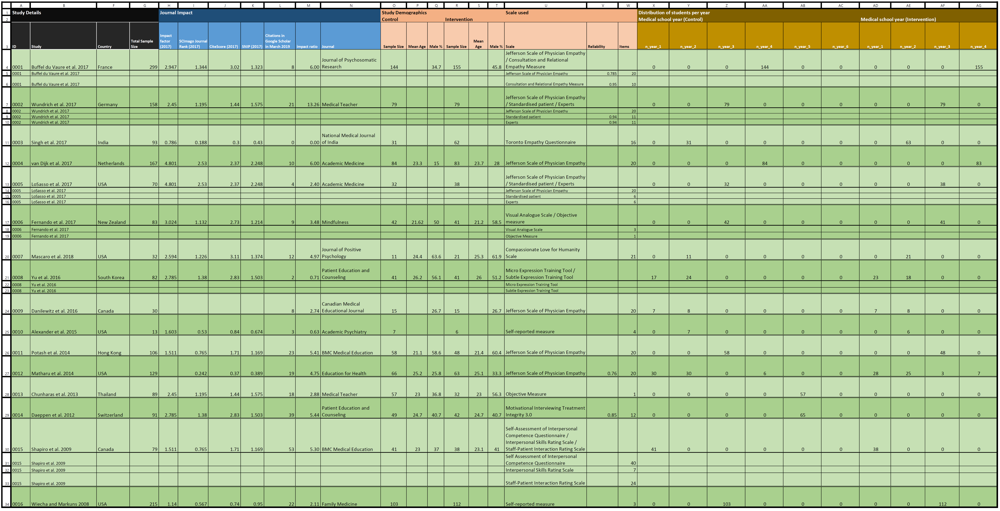 A B F G H I J K L M N O P Q R S T U V W X Y Z AA AB AC AD AE AF AG
1 Study Details Journal Impact Study Demographics Scale used Distribution of students per year
2 Control Intervention Medical school year (Control) Medical school year (Intervention)
3 ID Study Country Total Sample Size Impact factor (2017) SCImago Journal Rank (2017) CiteScore (2017) SNIP (2017) Citations in Google Scholar in March 2019 impact ratio Journal Sample Size Mean Age Male % Sample Size Mean Age Male % Scale Reliability Items n_year_1 n_year_2 n_year_3 n_year_4 n_year_5 n_year_6 n_year_1 n_year_2 n_year_3 n_year_4
4 0001 Buffel du Vaure et al. 2017 France 299 2.947 1.344 3.02 1.323 8 6.00 Journal of Psychosomatic Research 144 34.7 155 45.8 Jefferson Scale of Physician Empathy / Consultation and Relational Empathy Measure 0 0 0 144 0 0 0 0 0 155
5 0001 Buffel du Vaure et al. 2017 Jefferson Scale of Physician Empathy 0.785 20
6 0001 Buffel du Vaure et al. 2017 Consultation and Relational Empathy Measure 0.95 10
7 0002 Wundrich et al. 2017 Germany 158 2.45 1.195 1.44 1.575 21 13.26 Medical Teacher 79 79 Jefferson Scale of Physician Empathy / Standardised patient / Experts 0 0 79 0 0 0 0 0 79 0
8 0002 Wundrich et al. 2017 Jefferson Scale of Physician Empathy 20
9 0002 Wundrich et al. 2017 Standardised patient 0.94 11
10 0002 Wundrich et al. 2017 Experts 0.94 11
11 0003 Singh et al. 2017 India 93 0.786 0.188 0.3 0.43 0 0.00 National Medical Journal of India 31 62 Toronto Empathy Questionnaire 16 0 31 0 0 0 0 0 63 0 0
12 0004 van Dijk et al. 2017 Netherlands 167 4.801 2.53 2.37 2.248 10 6.00 Academic Medicine 84 23.3 15 83 23.7 28 Jefferson Scale of Physician Empathy 20 0 0 0 84 0 0 0 0 0 83
13 0005 LoSasso et al. 2017 USA 70 4.801 2.53 2.37 2.248 4 2.40 Academic Medicine 32 38 Jefferson Scale of Physician Empathy / Standardised patient / Experts 0 0 32 0 0 0 0 0 38 0
14 0005 LoSasso et al. 2017 Jefferson Scale of Physician Empathy 20
15 0005 LoSasso et al. 2017 Standardised patient 6
16 0005 LoSasso et al. 2017 Experts 6
17 0006 Fernando et al. 2017 New Zealand 83 3.024 1.132 2.73 1.214 9 3.48 Mindfulness 42 21.62 50 41 21.2 58.5 Visual Analogue Scale / Objective measure 0 0 42 0 0 0 0 0 41 0
18 0006 Fernando et al. 2017 Visual Analogue Scale 3
19 0006 Fernando et al. 2017 Objective Measure 1
20 0007 Mascaro et al. 2018 USA 32 2.594 1.226 3.11 1.374 12 4.97 Journal of Positive Psychology 11 24.4 63.6 21 25.3 61.9 Compassionate Love for Humanity Scale 21 0 11 0 0 0 0 0 21 0 0
21 0008 Yu et al. 2016 South Korea 82 2.785 1.38 2.83 1.503 2 0.71 Patient Education and Counseling 41 26.2 56.1 41 26 51.2 Micro Expression Training Tool / Subtle Expression Training Tool 17 24 0 0 0 0 23 18 0 0
22 0008 Yu et al. 2016 Micro Expression Training Tool
23 0008 Yu et al. 2016 Subtle Expression Training Tool
24 0009 Danilewitz et al. 2016 Canada 30 8 2.74 Canadian Medical Educational Journal 15 26.7 15 26.7 Jefferson Scale of Physician Empathy 20 7 8 0 0 0 0 7 8 0 0
25 0010 Alexander et al. 2015 USA 13 1.603 0.53 0.84 0.674 3 0.63 Academic Psychiatry 7 6 Self-reported measure 4 0 7 0 0 0 0 0 6 0 0
26 0011 Potash et al. 2014 Hong Kong 106 1.511 0.765 1.71 1.169 23 5.41 BMC Medical Education 58 21.1 58.6 48 21.4 60.4 Jefferson Scale of Physician Empathy 20 0 0 58 0 0 0 0 0 48 0
27 0012 Matharu et al. 2014 USA 129 0.242 0.37 0.389 19 4.75 Education for Health 66 25.2 25.8 63 25.1 33.3 Jefferson Scale of Physician Empathy 0.76 20 30 30 0 6 0 0 28 25 3 7
28 0013 Chunharas et al. 2013 Thailand 89 2.45 1.195 1.44 1.575 18 2.88 Medical Teacher 57 23 36.8 32 23 56.3 Objective Measure 1 0 0 0 0 57 0 0 0 0 0
29 0014 Daeppen et al. 2012 Switzerland 91 2.785 1.38 2.83 1.503 39 5.44 Patient Education and Counseling 49 24.7 40.7 42 24.7 40.7 Motivational Interviewing Treatment Integrity 3.0 0.85 12 0 0 0 0 65 0 0 0 0 0
30 0015 Shapiro et al. 2009 Canada 79 1.511 0.765 1.71 1.169 53 5.30 BMC Medical Education 41 23 37 38 23.1 41 Self-Assessment of Interpersonal Competence Questionnaire / Interpersonal Skills Rating Scale / Staff-Patient Interaction Rating Scale 41 0 0 0 0 0 38 0 0 0
31 0015 Shapiro et al. 2009 Self Assessment of Interpersonal Competence Questionnaire 40
32 0015 Shapiro et al. 2009 Interpersonal Skills Rating Scale 7
33 0015 Shapiro et al. 2009 Staff-Patient Interaction Rating Scale 24
34 0016 Wiecha and Markuns 2008 USA 215 1.14 0.567 0.74 0.95 22 2.11 Family Medicine 103 112 Self-reported measure 3 0 0 103 0 0 0 0 0 112 0